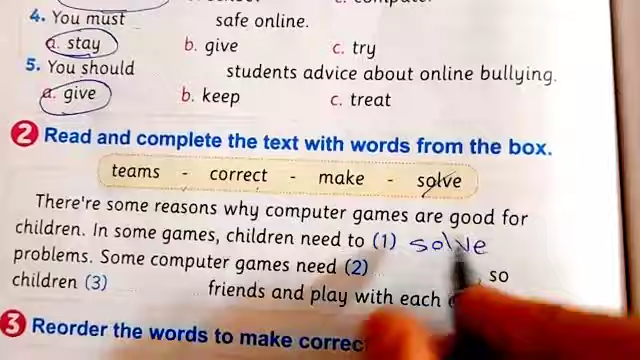 4. You must safe online.
a. stay b. give c. try
5. You should students advice about online bullying.
a. give b. keep c. treat
2 Read and complete the text with words from the box.
teams - correct - make - solve
There're some reasons why computer games are good for
children. In some games, children need to (1) solve
problems. Some computer games need (2) , so
children (3) friends and play with each
3 Reorder the words to make correc